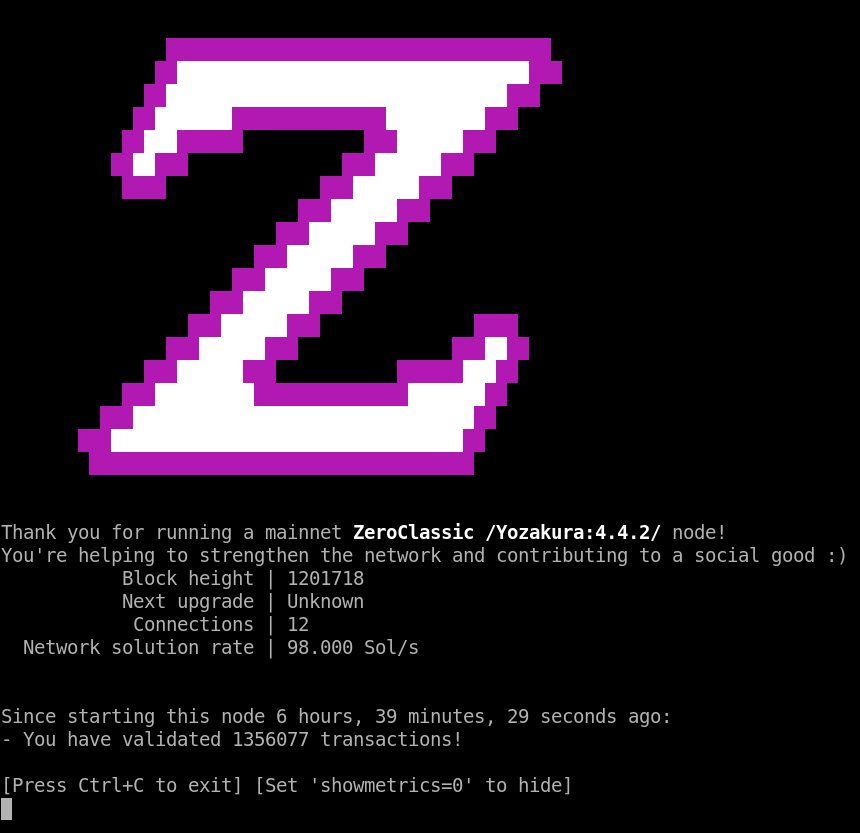 Thank you for running a mainnet ZeroClassic /Yozakura:4.4.2/ node!
You're helping to strengthen the network and contributing to a social good :)
Block height | 1201718
Next upgrade | Unknown
Connections | 12
Network solution rate | 98.000 Sol/s
Since starting this node 6 hours, 39 minutes, 29 seconds ago:
- You have validated 1356077 transactions!
[Press Ctrl+C to exit] [Set 'showmetrics=0' to hide]